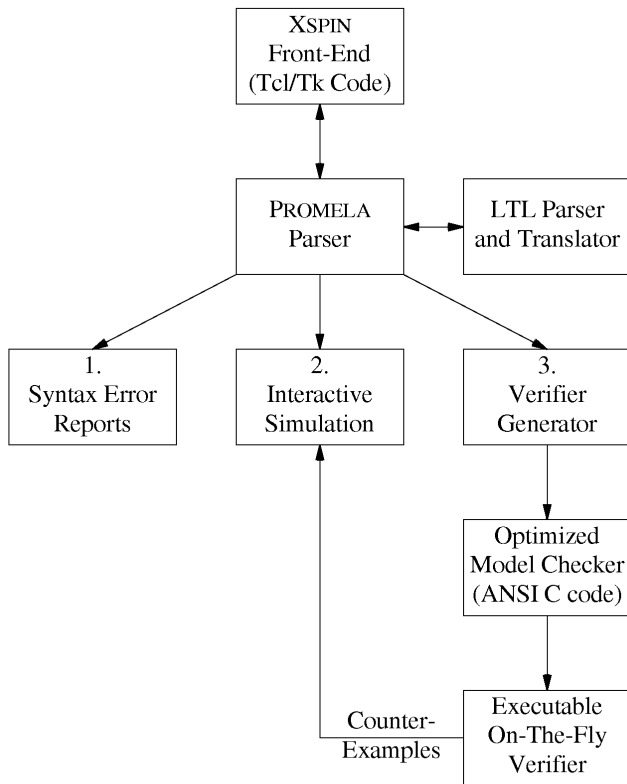 XSPIN
Front-End
(Tcl/Tk Code)
PROMELA
Parser
LTL Parser
and Translator
1.
Syntax Error
Reports
2.
Interactive
Simulation
3.
Verifier
Generator
Optimized
Model Checker
(ANSI C code)
Counter-
Examples
Executable
On-The-Fly
Verifier